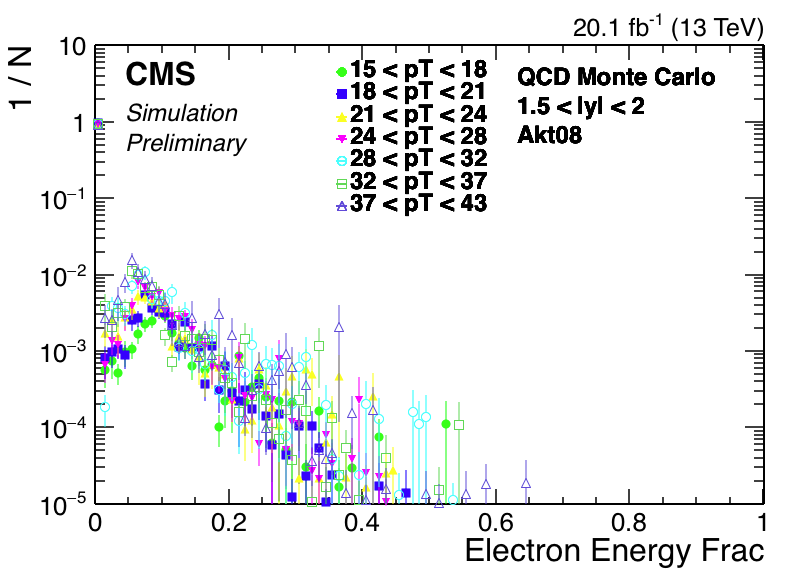 20.1 fb⁻¹ (13 TeV)
1 / N
10
1
10⁻¹
10⁻²
10⁻³
10⁻⁴
10⁻⁵
CMS
Simulation
Preliminary
15 < pT < 18
18 < pT < 21
21 < pT < 24
24 < pT < 28
28 < pT < 32
32 < pT < 37
37 < pT < 43
QCD Monte Carlo
1.5 < |y| < 2
Akt08
0 0.2 0.4 0.6 0.8 1
Electron Energy Frac